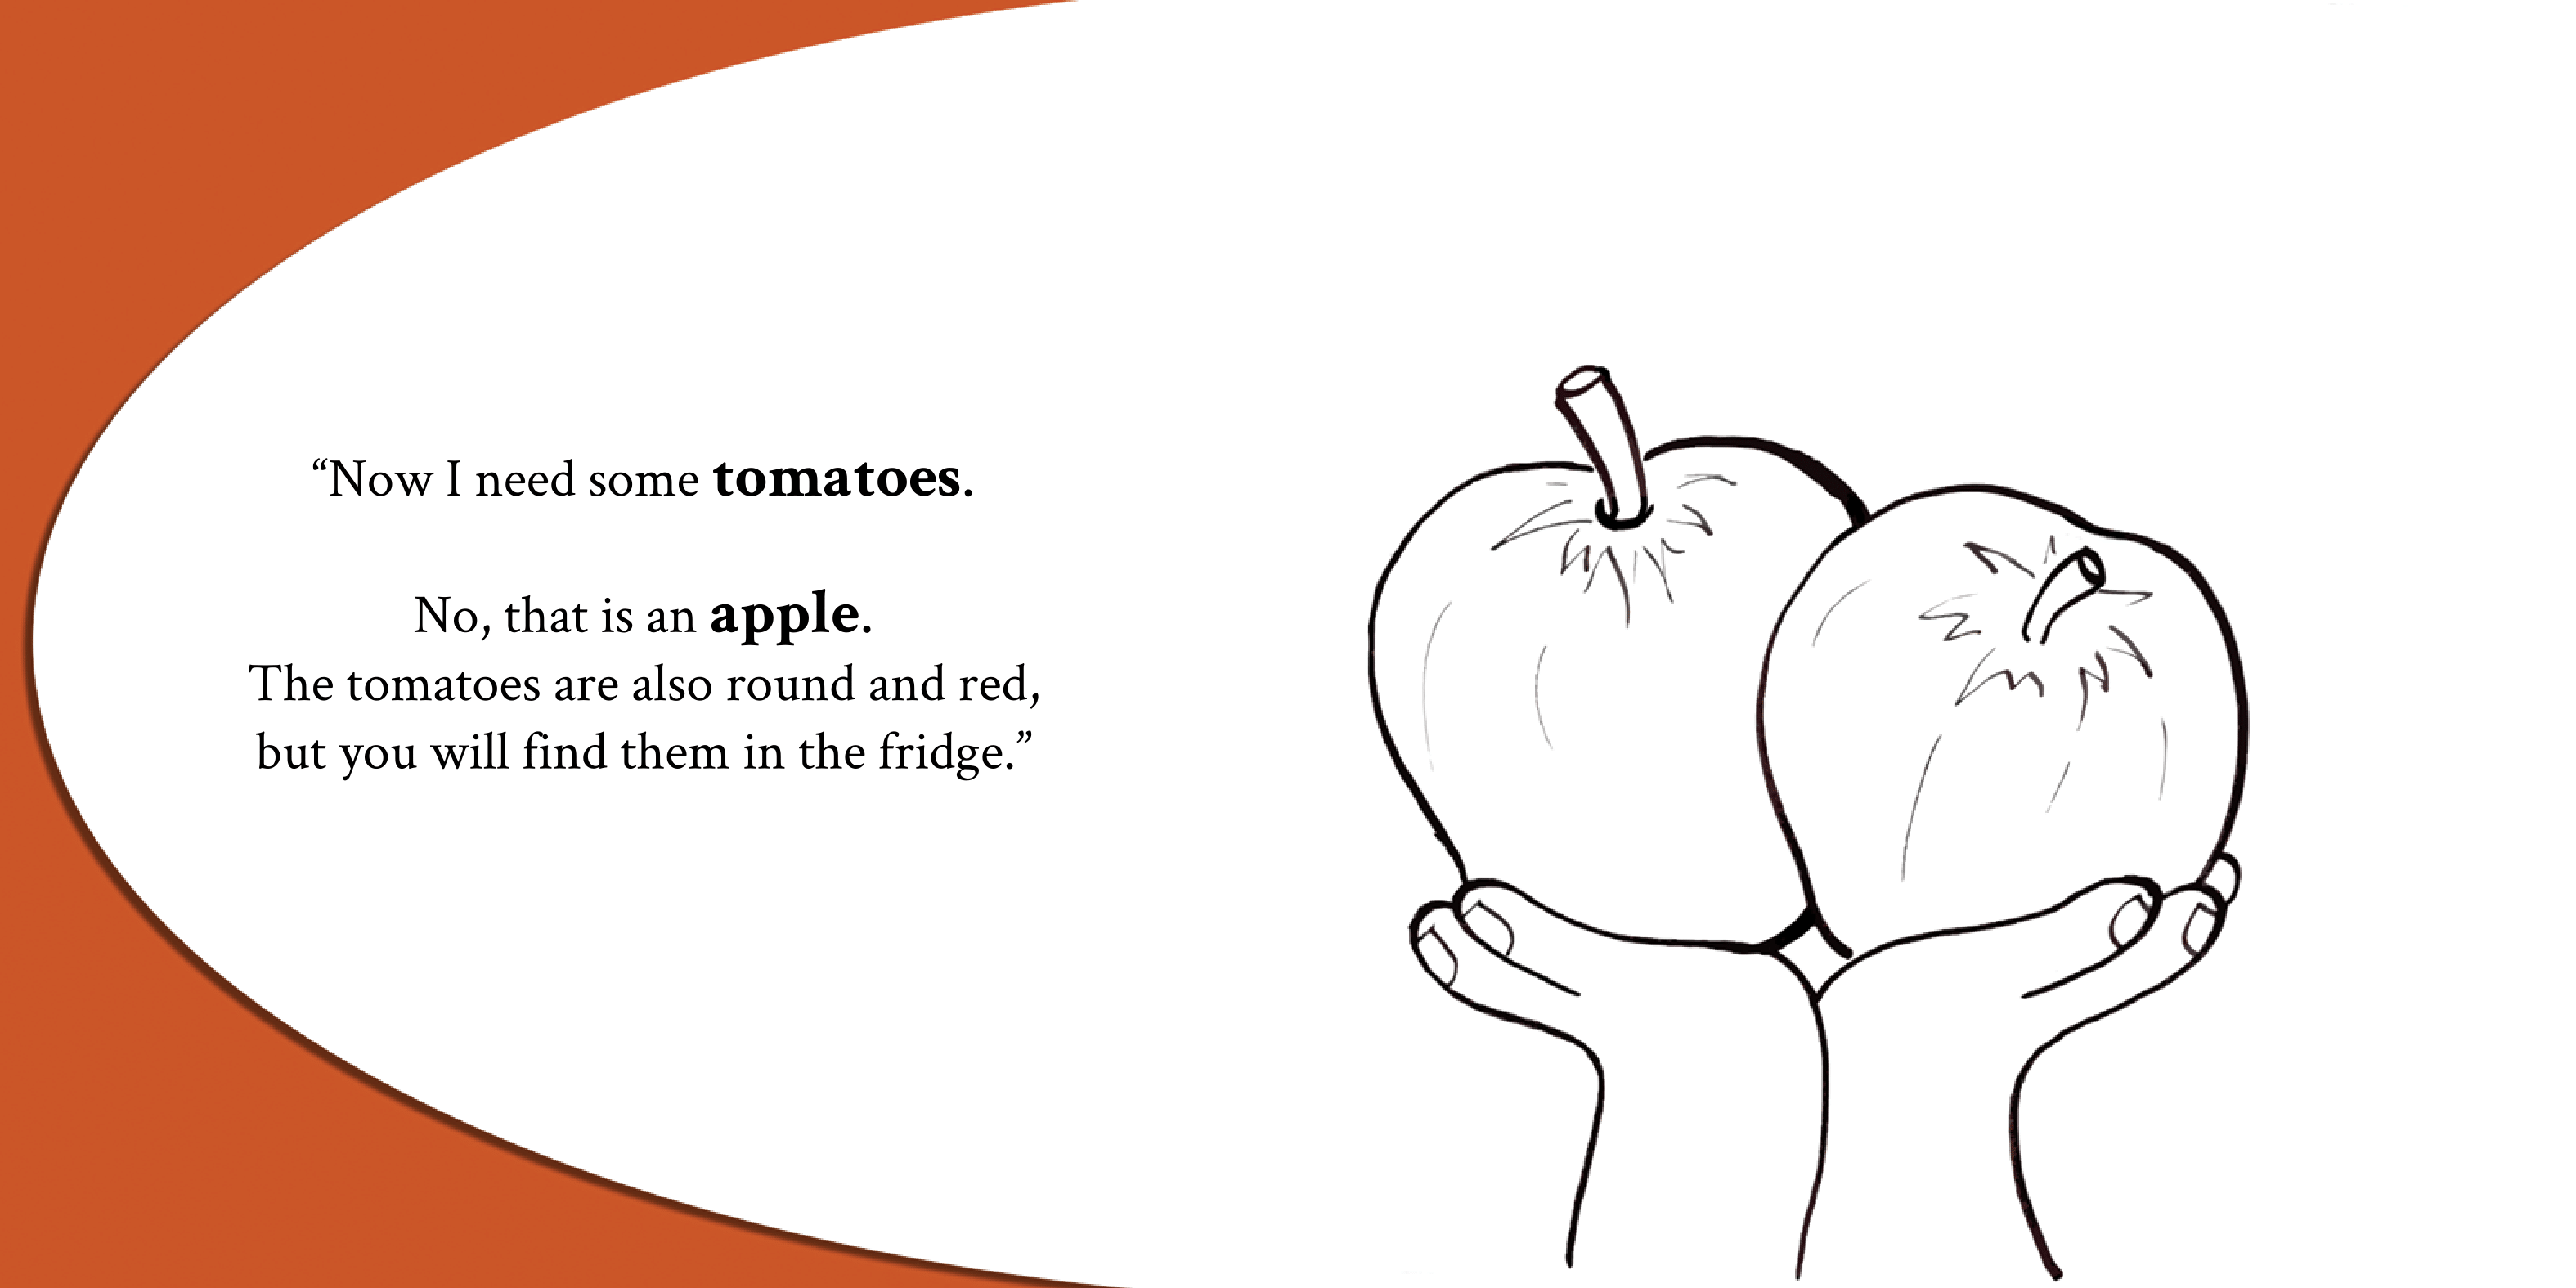 “Now I need some tomatoes.
No, that is an apple.
The tomatoes are also round and red,
but you will find them in the fridge.”